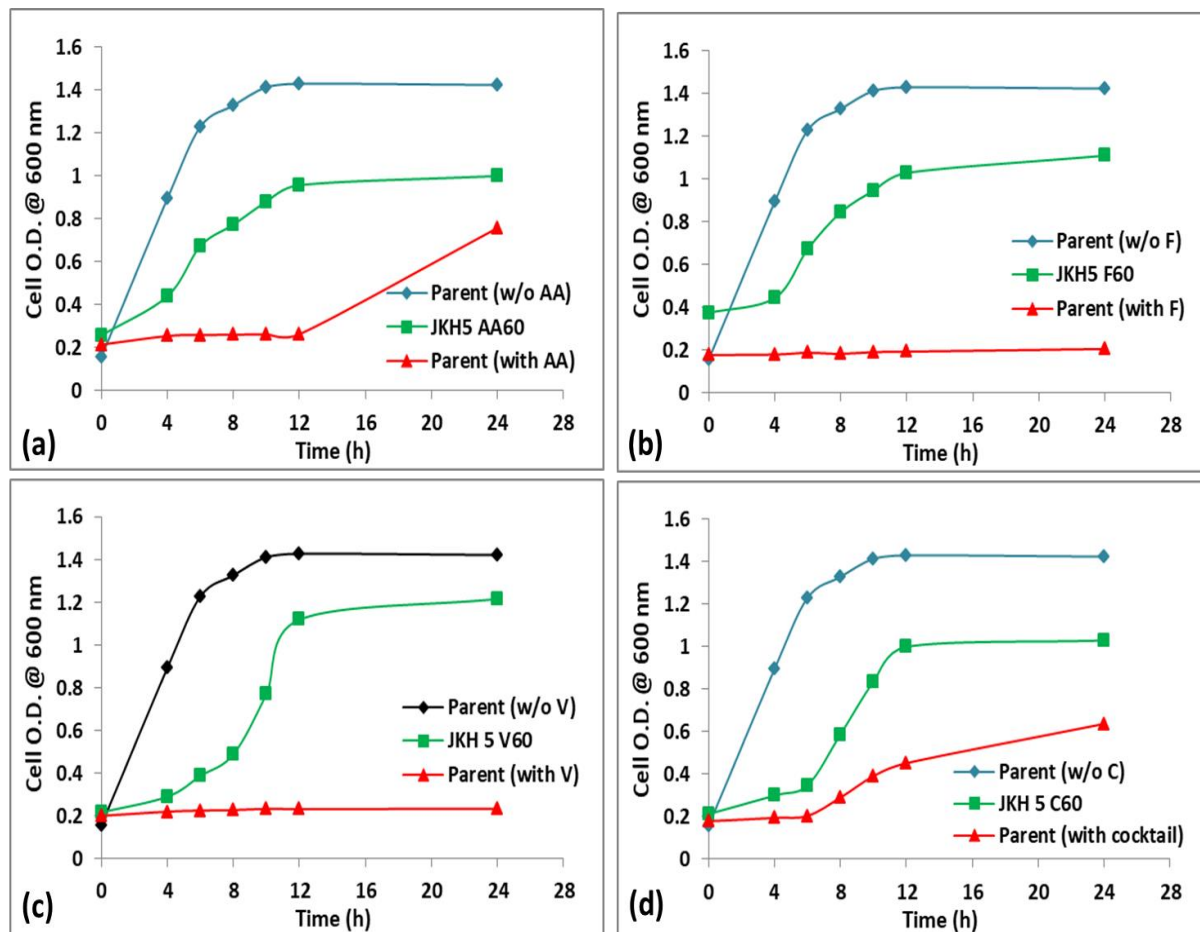 1.6
1.4
1.2
1
0.8
0.6
0.4
0.2
0
Cell O.D. @ 600 nm
Parent (w/o AA)
JKH5 AA60
Parent (with AA)
0 4 8 12 16 20 24 28
Time (h)
(a)
1.6
1.4
1.2
1
0.8
0.6
0.4
0.2
0
Cell O.D. @ 600 nm
Parent (w/o F)
JKH5 F60
Parent (with F)
0 4 8 12 16 20 24 28
Time (h)
(b)
1.6
1.4
1.2
1
0.8
0.6
0.4
0.2
0
Cell O.D. @ 600 nm
Parent (w/o V)
JKH 5 V60
Parent (with V)
0 4 8 12 16 20 24 28
Time (h)
(c)
1.6
1.4
1.2
1
0.8
0.6
0.4
0.2
0
Cell O.D. @ 600 nm
Parent (w/o C)
JKH 5 C60
Parent (with cocktail)
0 4 8 12 16 20 24 28
Time (h)
(d)